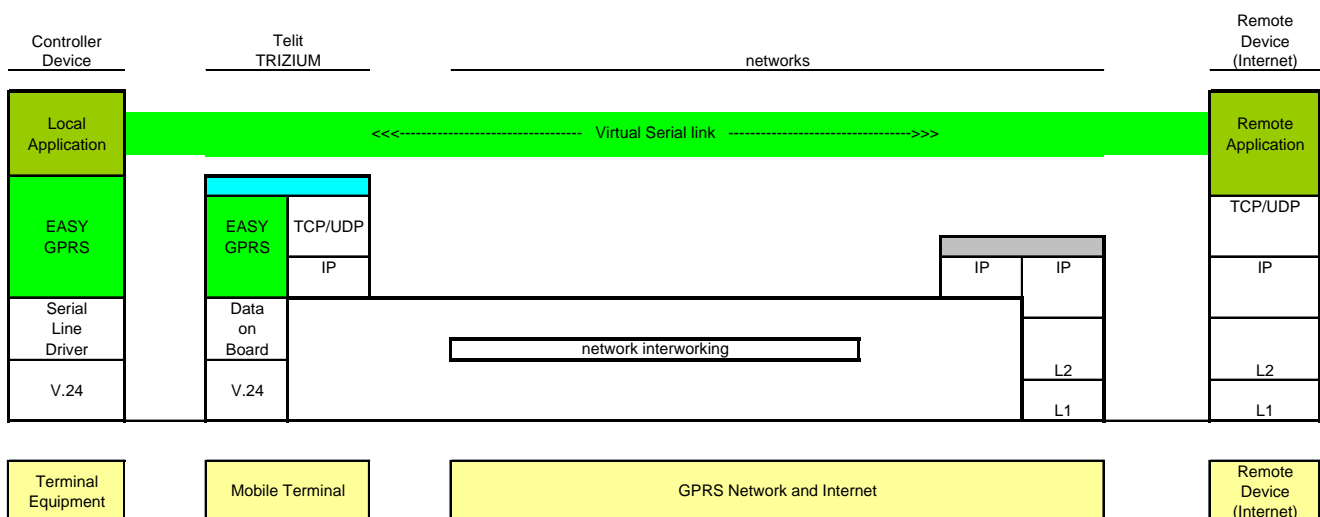 Controller
Device
Telit
TRIZIUM
networks
Remote
Device
(Internet)
Local
Application
<<<---------------------------------- Virtual Serial link ---------------------------------->>>
Remote
Application
EASY
GPRS
EASY
GPRS
TCP/UDP
IP
IP
IP
TCP/UDP
IP
Serial
Line
Driver
Data
on
Board
network interworking
L2
L2
V.24
V.24
L1
L1
Terminal
Equipment
Mobile Terminal
GPRS Network and Internet
Remote
Device
(Internet)